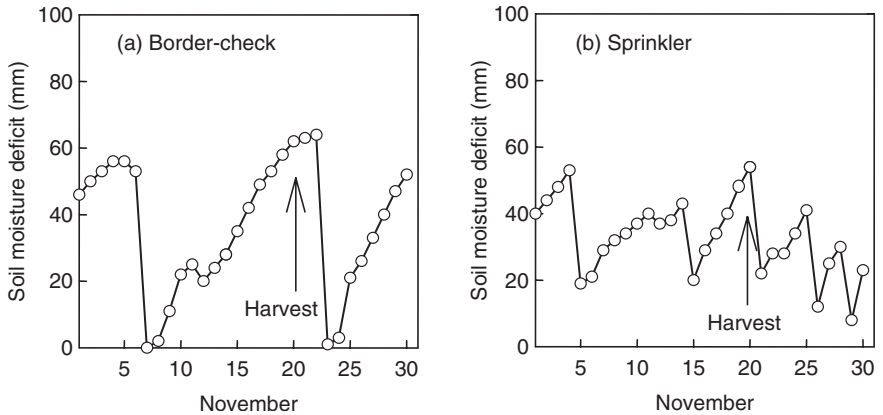 (a) Border-check
Soil moisture deficit (mm)
100
80
60
40
20
0
Harvest
5 10 15 20 25 30
November
(b) Sprinkler
Soil moisture deficit (mm)
100
80
60
40
20
0
Harvest
5 10 15 20 25 30
November